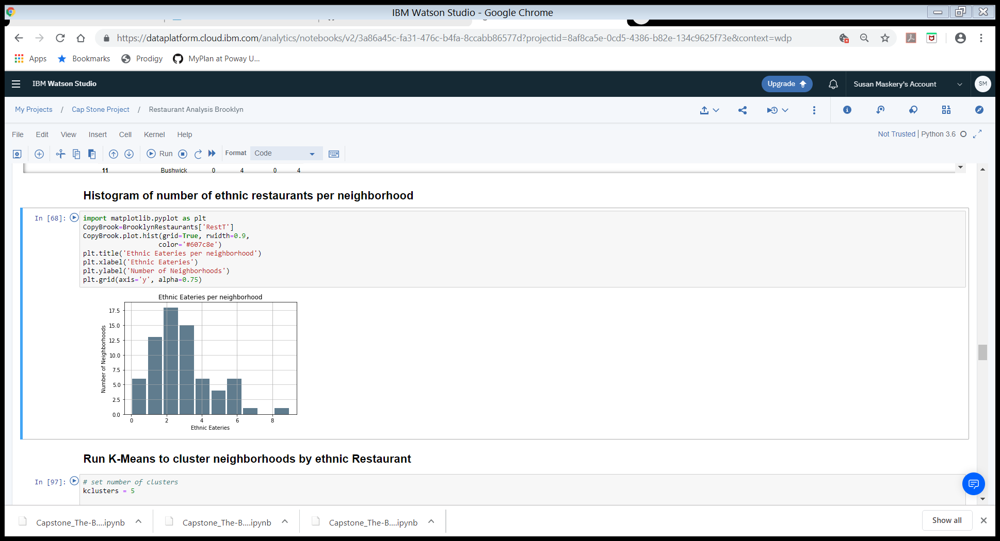 IBM Watson Studio - Google Chrome
https://dataplatform.cloud.ibm.com/analytics/notebooks/v2/3a86a45c-fa31-476c-b4fa-8ccabb86577d?projectid=8af8ca5e-0cd5-4386-b82e-134c9625f73e&context=wdp
Apps Bookmarks Prodigy MyPlan at Poway U...
IBM Watson Studio Upgrade Susan Maskery's Account SM
My Projects / Cap Stone Project / Restaurant Analysis Brooklyn
File Edit View Insert Cell Kernel Help Not Trusted | Python 3.6
Run Format Code
11 Bushwick 0 4 0 4
Histogram of number of ethnic restaurants per neighborhood
In [68]: import matplotlib.pyplot as plt
CopyBrook=BrooklynRestaurants['RestT']
CopyBrook.plot.hist(grid=True, rwidth=0.9,
color='#607c8e')
plt.title('Ethnic Eateries per neighborhood')
plt.xlabel('Ethnic Eateries')
plt.ylabel('Number of Neighborhoods')
plt.grid(axis='y', alpha=0.75)
Ethnic Eateries per neighborhood
17.5
15.0
12.5
10.0
7.5
5.0
2.5
0.0
Number of Neighborhoods
0 2 4 6 8
Ethnic Eateries
Run K-Means to cluster neighborhoods by ethnic Restaurant
In [97]: # set number of clusters
kclusters = 5
Capstone_The-B....ipynb Capstone_The-B....ipynb Capstone_The-B....ipynb Show all